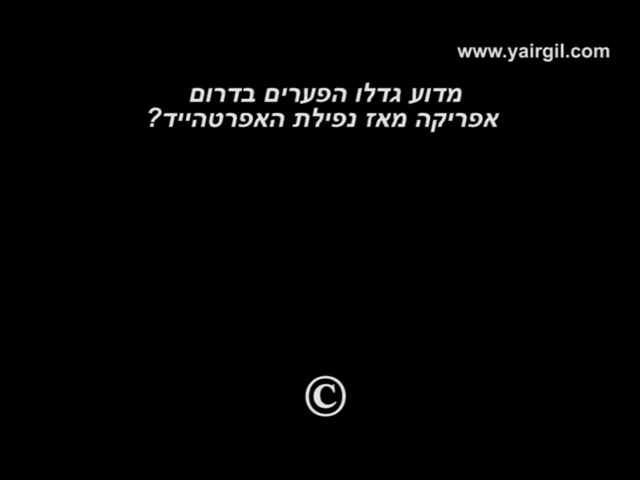 www.yairgil.com
מדוע גדלו הפערים בדרום
אפריקה מאז נפילת האפרטהייד?
©